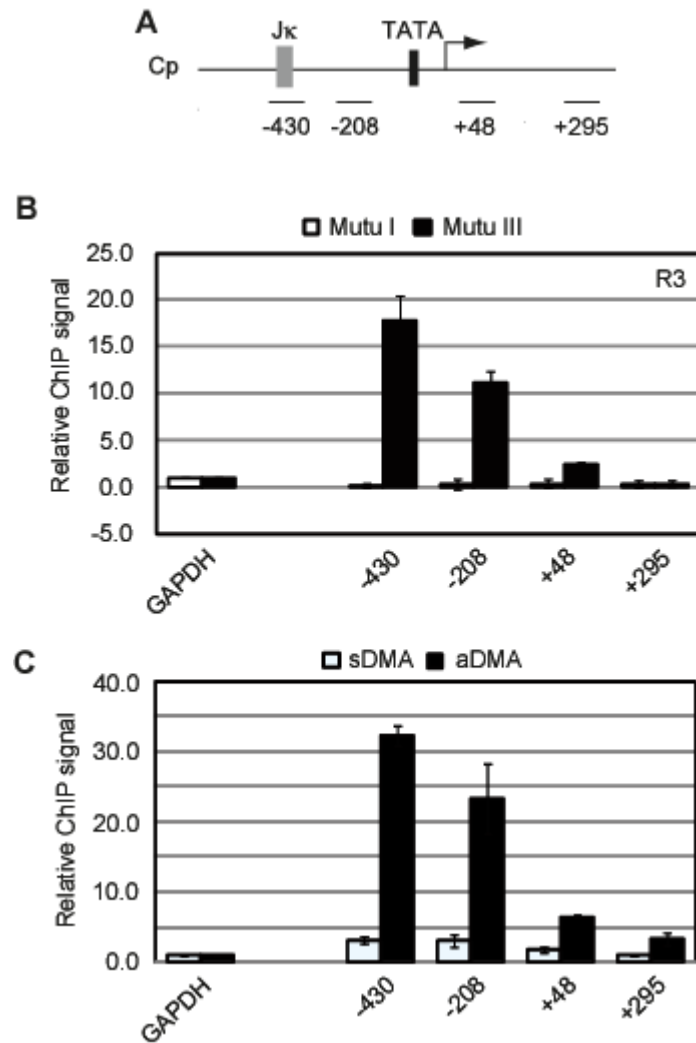 A
Jκ TATA
Cp
-430 -208 +48 +295
B
Mutu I Mutu III
25.0
R3
20.0
15.0
10.0
5.0
0.0
-5.0
Relative ChIP signal
GAPDH -430 -208 +48 +295
C
sDMA aDMA
40.0
30.0
20.0
10.0
0.0
Relative ChIP signal
GAPDH -430 -208 +48 +295